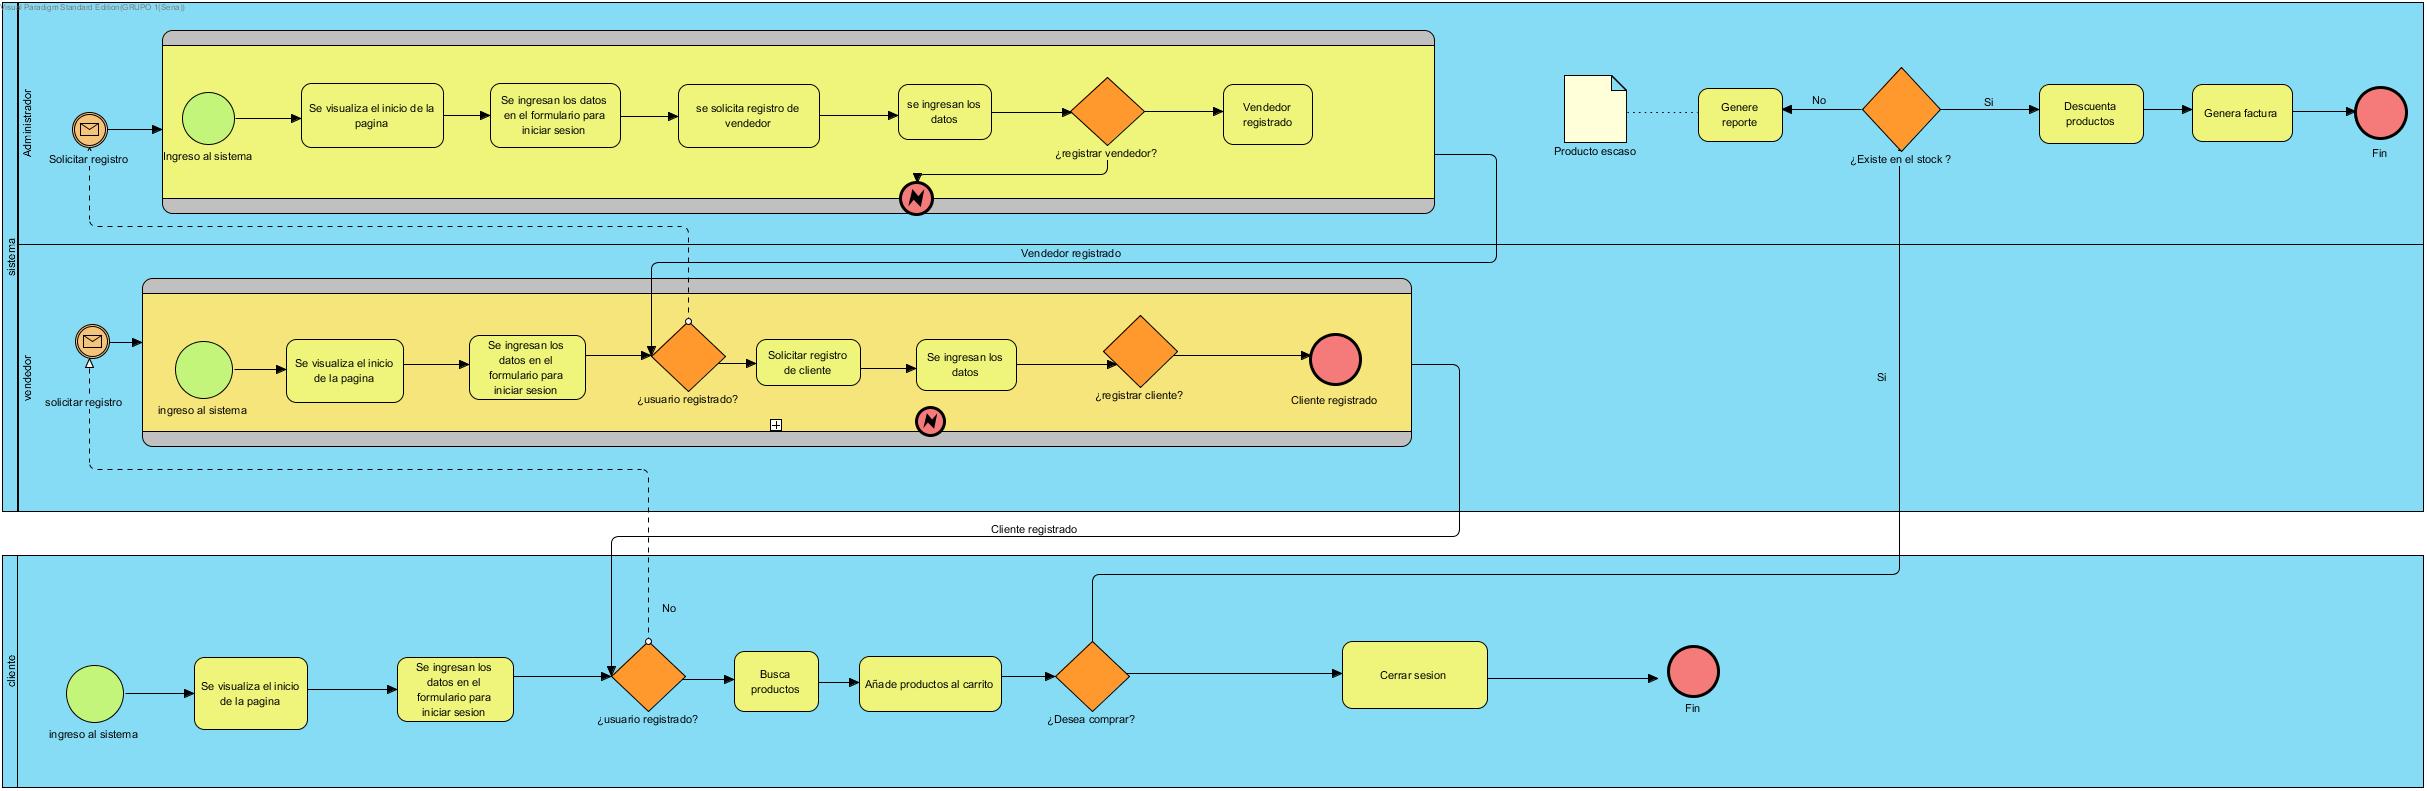 Visual Paradigm Standard Edition(GRUPO 1(Sena))
sistema
Administrador
Solicitar registro
Ingreso al sistema
Se visualiza el inicio de la
pagina
Se ingresan los datos
en el formulario para
iniciar sesion
se solicita registro de
vendedor
se ingresan los
datos
¿registrar vendedor?
Vendedor
registrado
Producto escaso
Genere
reporte
No
¿Existe en el stock ?
Si
Descuenta
productos
Genera factura
Fin
Vendedor registrado
vendedor
solicitar registro
ingreso al sistema
Se visualiza el inicio
de la pagina
Se ingresan los
datos en el
formulario para
iniciar sesion
¿usuario registrado?
Solicitar registro
de cliente
Se ingresan los
datos
¿registrar cliente?
Cliente registrado
Si
Cliente registrado
cliente
ingreso al sistema
Se visualiza el inicio
de la pagina
Se ingresan los
datos en el
formulario para
iniciar sesion
No
¿usuario registrado?
Busca
productos
Añade productos al carrito
¿Desea comprar?
Cerrar sesion
Fin